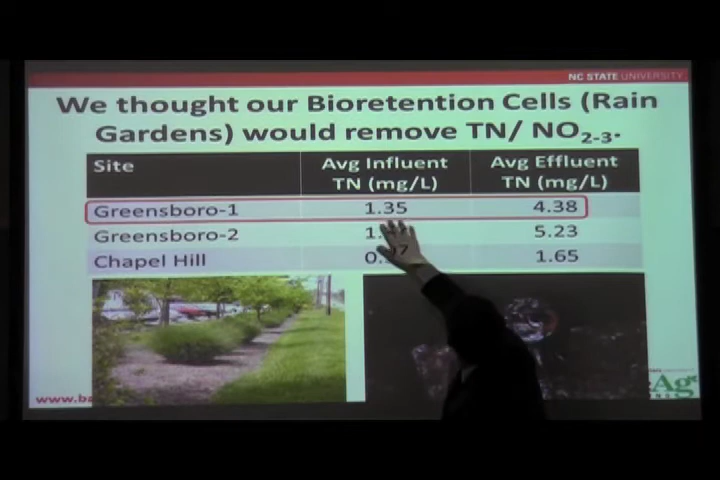 NC STATE UNIVERSITY
We thought our Bioretention Cells (Rain
Gardens) would remove TN/ NO2-3.
Site Avg Influent TN (mg/L) Avg Effluent TN (mg/L)
Greensboro-1 1.35 4.38
Greensboro-2 5.23
Chapel Hill 1.65